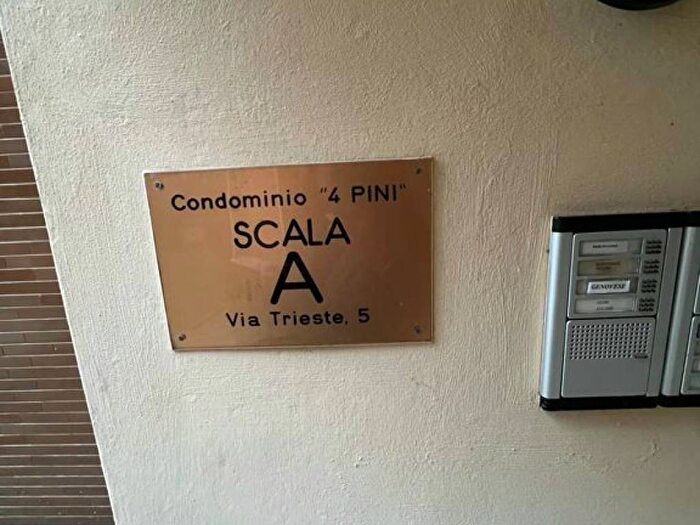 Condominio "4 PINI"
SCALA
A
Via Trieste, 5
GENOVESE